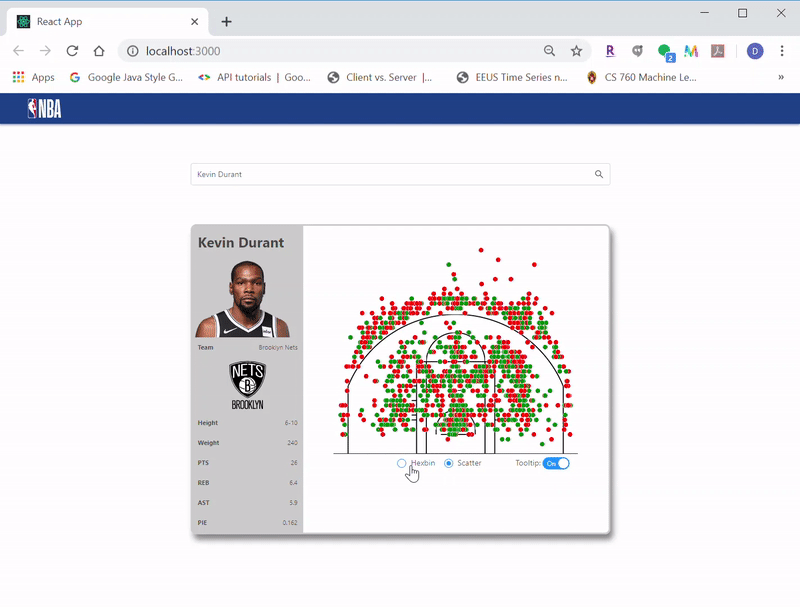 React App
localhost:3000
R
2
D
Apps
Google Java Style G...
API tutorials | Goo...
Client vs. Server |...
EEUS Time Series n...
CS 760 Machine Le...
»
NBA
Kevin Durant
Kevin Durant
Team Brooklyn Nets
NETS
B
BROOKLYN
Height 6-10
Weight 240
PTS 26
REB 6.4
AST 5.9
PIE 0.162
Hexbin Scatter Tooltip: On